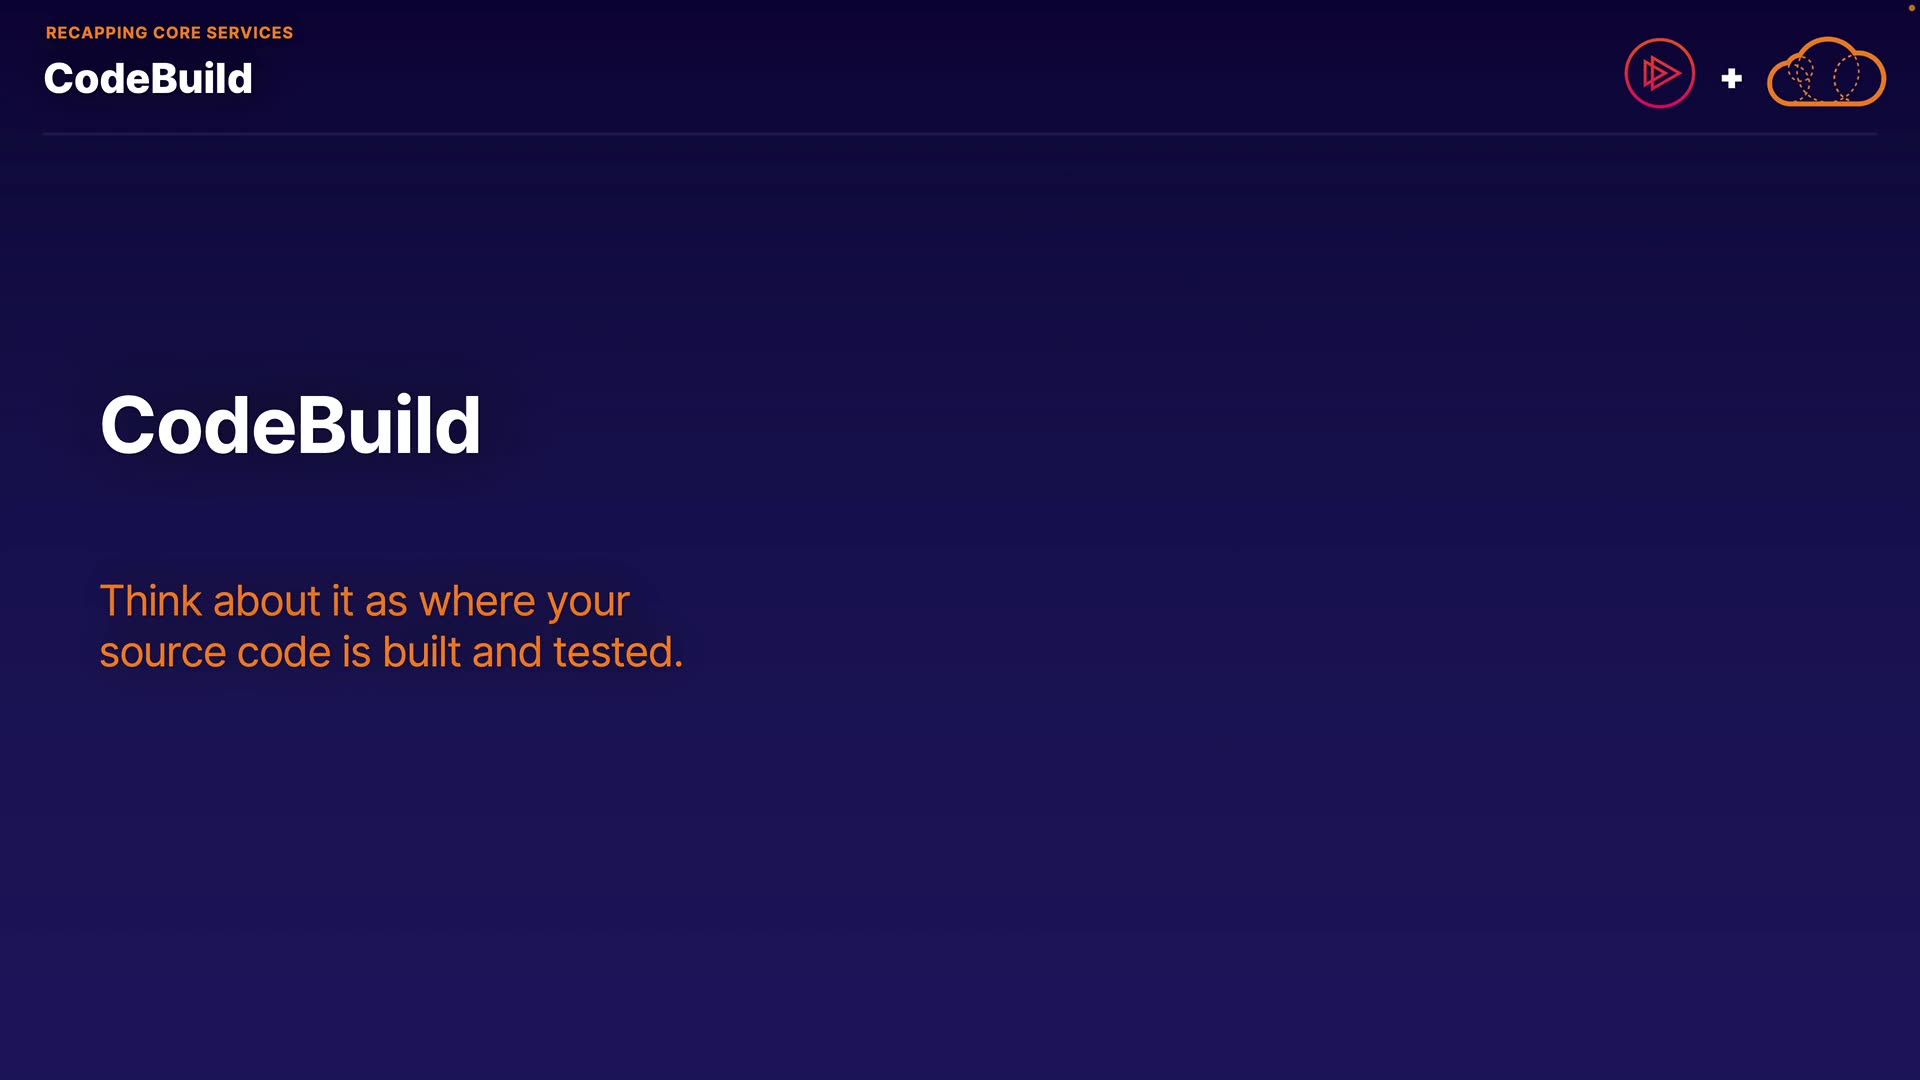 RECAPPING CORE SERVICES
CodeBuild
CodeBuild
Think about it as where your
source code is built and tested.